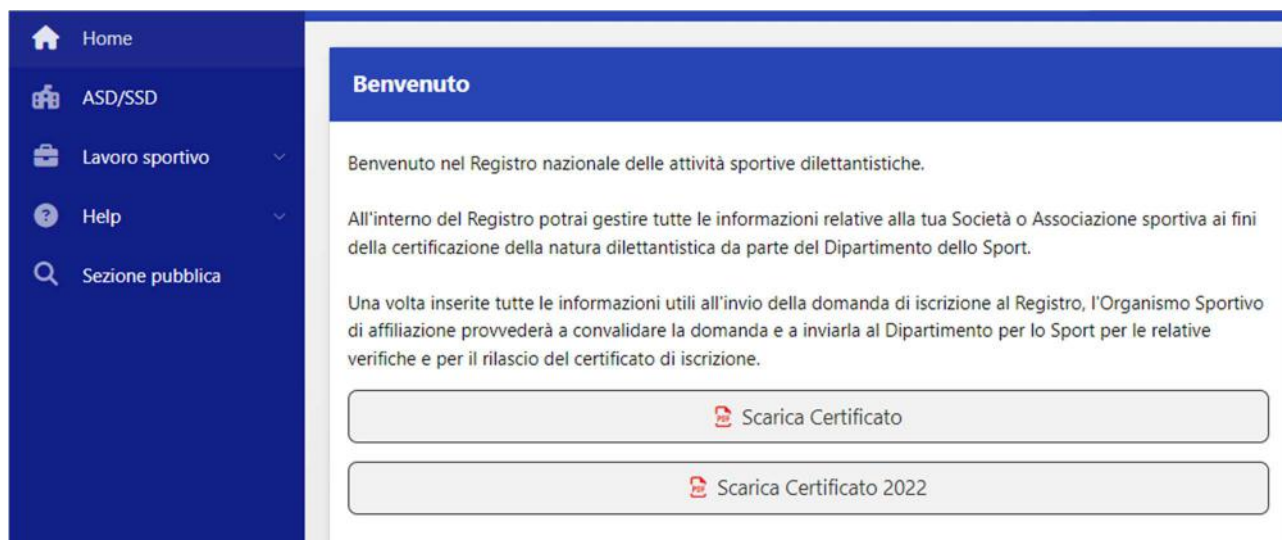 Home
ASD/SSD
Lavoro sportivo
Help
Sezione pubblica
Benvenuto
Benvenuto nel Registro nazionale delle attività sportive dilettantistiche.
All'interno del Registro potrai gestire tutte le informazioni relative alla tua Società o Associazione sportiva ai fini
della certificazione della natura dilettantistica da parte del Dipartimento dello Sport.
Una volta inserite tutte le informazioni utili all'invio della domanda di iscrizione al Registro, l'Organismo Sportivo
di affiliazione provvederà a convalidare la domanda e a inviarla al Dipartimento per lo Sport per le relative
verifiche e per il rilascio del certificato di iscrizione.
Scarica Certificato
Scarica Certificato 2022